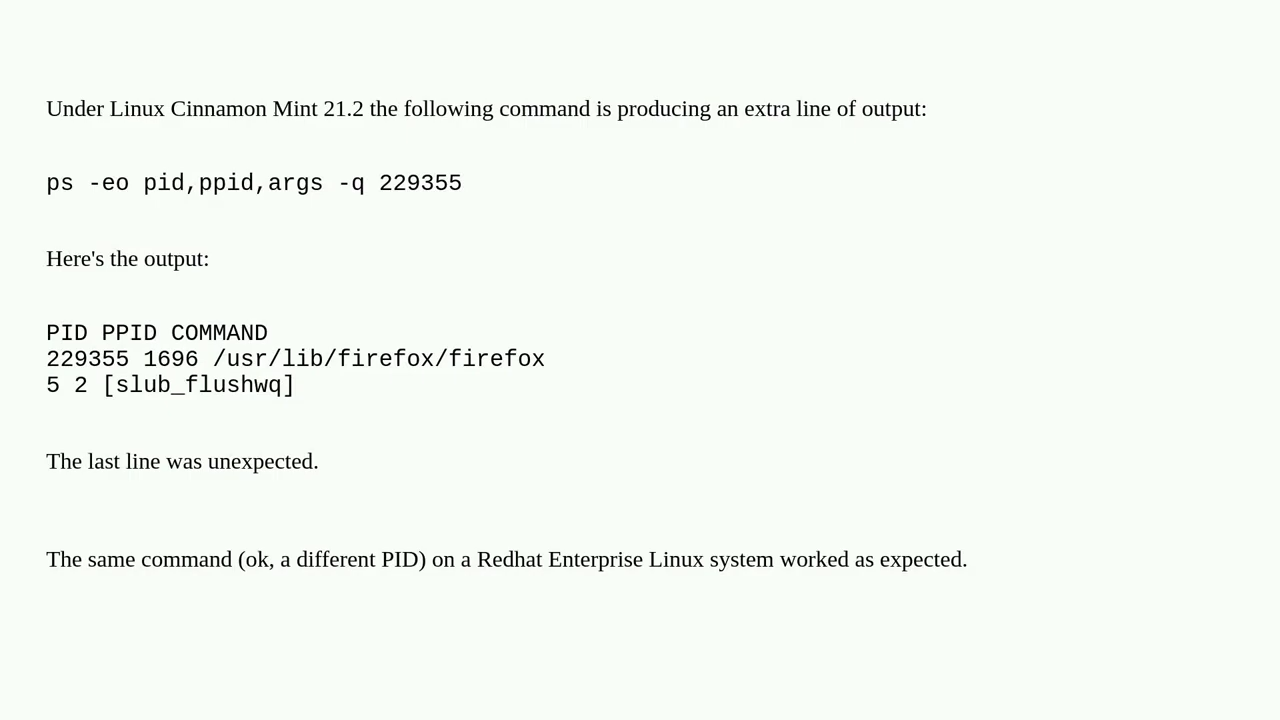 Under Linux Cinnamon Mint 21.2 the following command is producing an extra line of output:
ps -eo pid,ppid,args -q 229355
Here's the output:
PID PPID COMMAND
229355 1696 /usr/lib/firefox/firefox
5 2 [slub_flushwq]
The last line was unexpected.
The same command (ok, a different PID) on a Redhat Enterprise Linux system worked as expected.